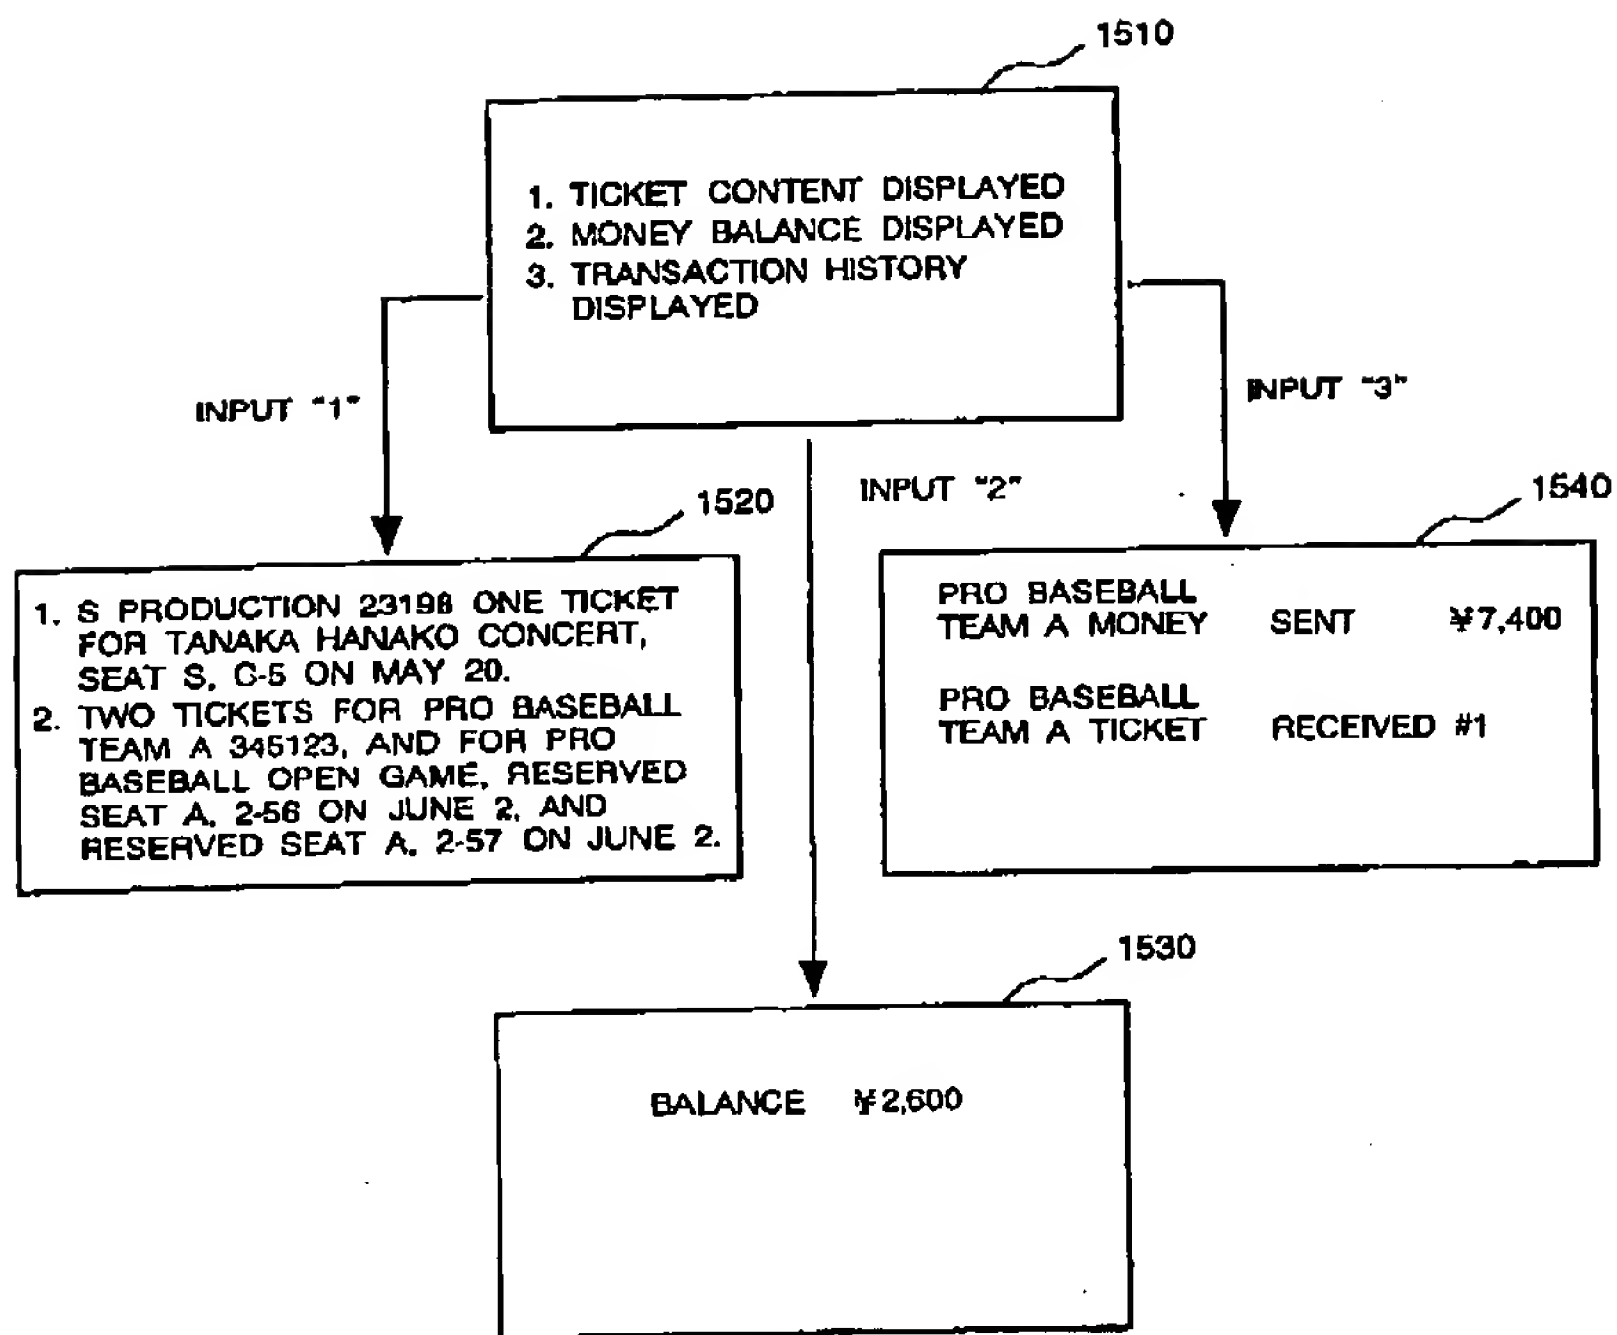 1510
1. TICKET CONTENT DISPLAYED
2. MONEY BALANCE DISPLAYED
3. TRANSACTION HISTORY
DISPLAYED
INPUT "1"
INPUT "2"
INPUT "3"
1520
1. S PRODUCTION 23198 ONE TICKET
FOR TANAKA HANAKO CONCERT,
SEAT S, C-5 ON MAY 20.
2. TWO TICKETS FOR PRO BASEBALL
TEAM A 345123, AND FOR PRO
BASEBALL OPEN GAME, RESERVED
SEAT A, 2-56 ON JUNE 2, AND
RESERVED SEAT A, 2-57 ON JUNE 2.
1540
PRO BASEBALL
TEAM A MONEY SENT ¥7,400
PRO BASEBALL
TEAM A TICKET RECEIVED #1
1530
BALANCE ¥2,600